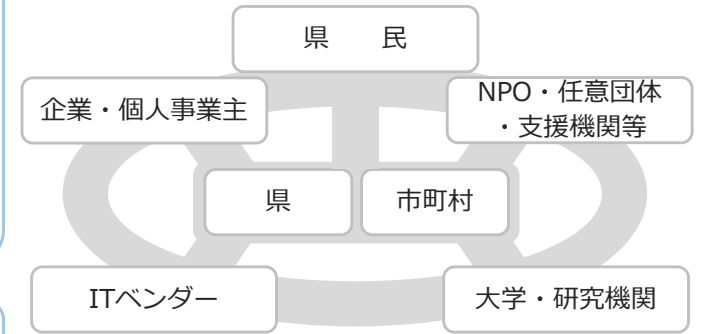 県　　民
企業・個人事業主
NPO・任意団体
・支援機関等
県
市町村
ITベンダー
大学・研究機関